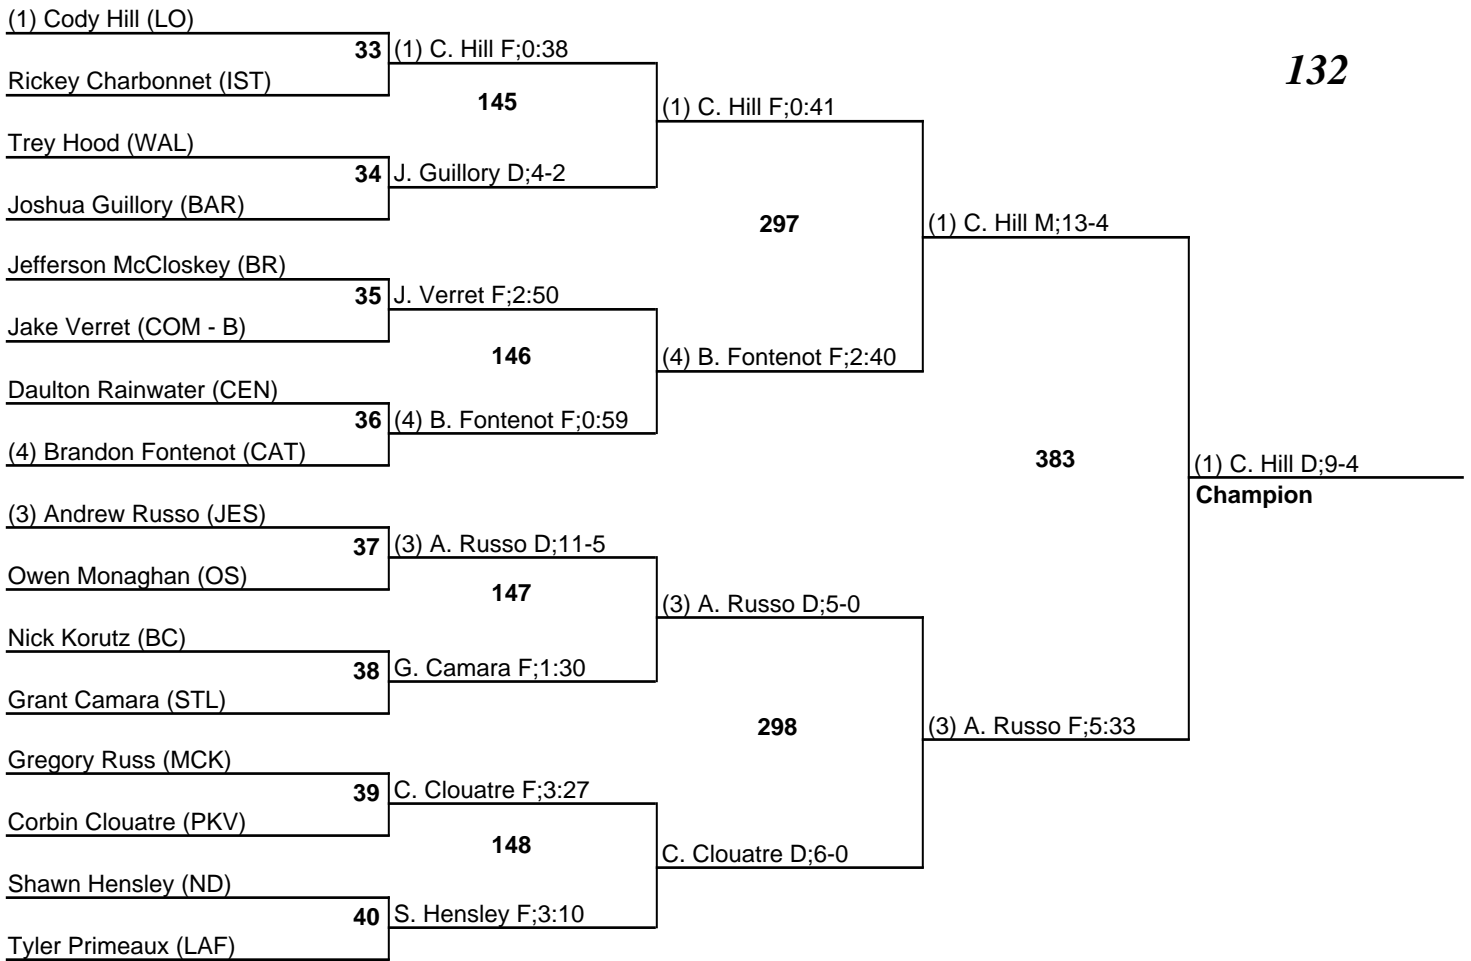 (1) Cody Hill (LO)
33 (1) C. Hill F;0:38
132
Rickey Charbonnet (IST)
145
(1) C. Hill F;0:41
Trey Hood (WAL)
34 J. Guillory D;4-2
Joshua Guillory (BAR)
297
(1) C. Hill M;13-4
Jefferson McCloskey (BR)
35 J. Verret F;2:50
Jake Verret (COM - B)
146
(4) B. Fontenot F;2:40
Daulton Rainwater (CEN)
36 (4) B. Fontenot F;0:59
(4) Brandon Fontenot (CAT)
383
(1) C. Hill D;9-4
Champion
(3) Andrew Russo (JES)
37 (3) A. Russo D;11-5
Owen Monaghan (OS)
147
(3) A. Russo D;5-0
Nick Korutz (BC)
38 G. Camara F;1:30
Grant Camara (STL)
298
(3) A. Russo F;5:33
Gregory Russ (MCK)
39 C. Clouatre F;3:27
Corbin Clouatre (PKV)
148
C. Clouatre D;6-0
Shawn Hensley (ND)
40 S. Hensley F;3:10
Tyler Primeaux (LAF)